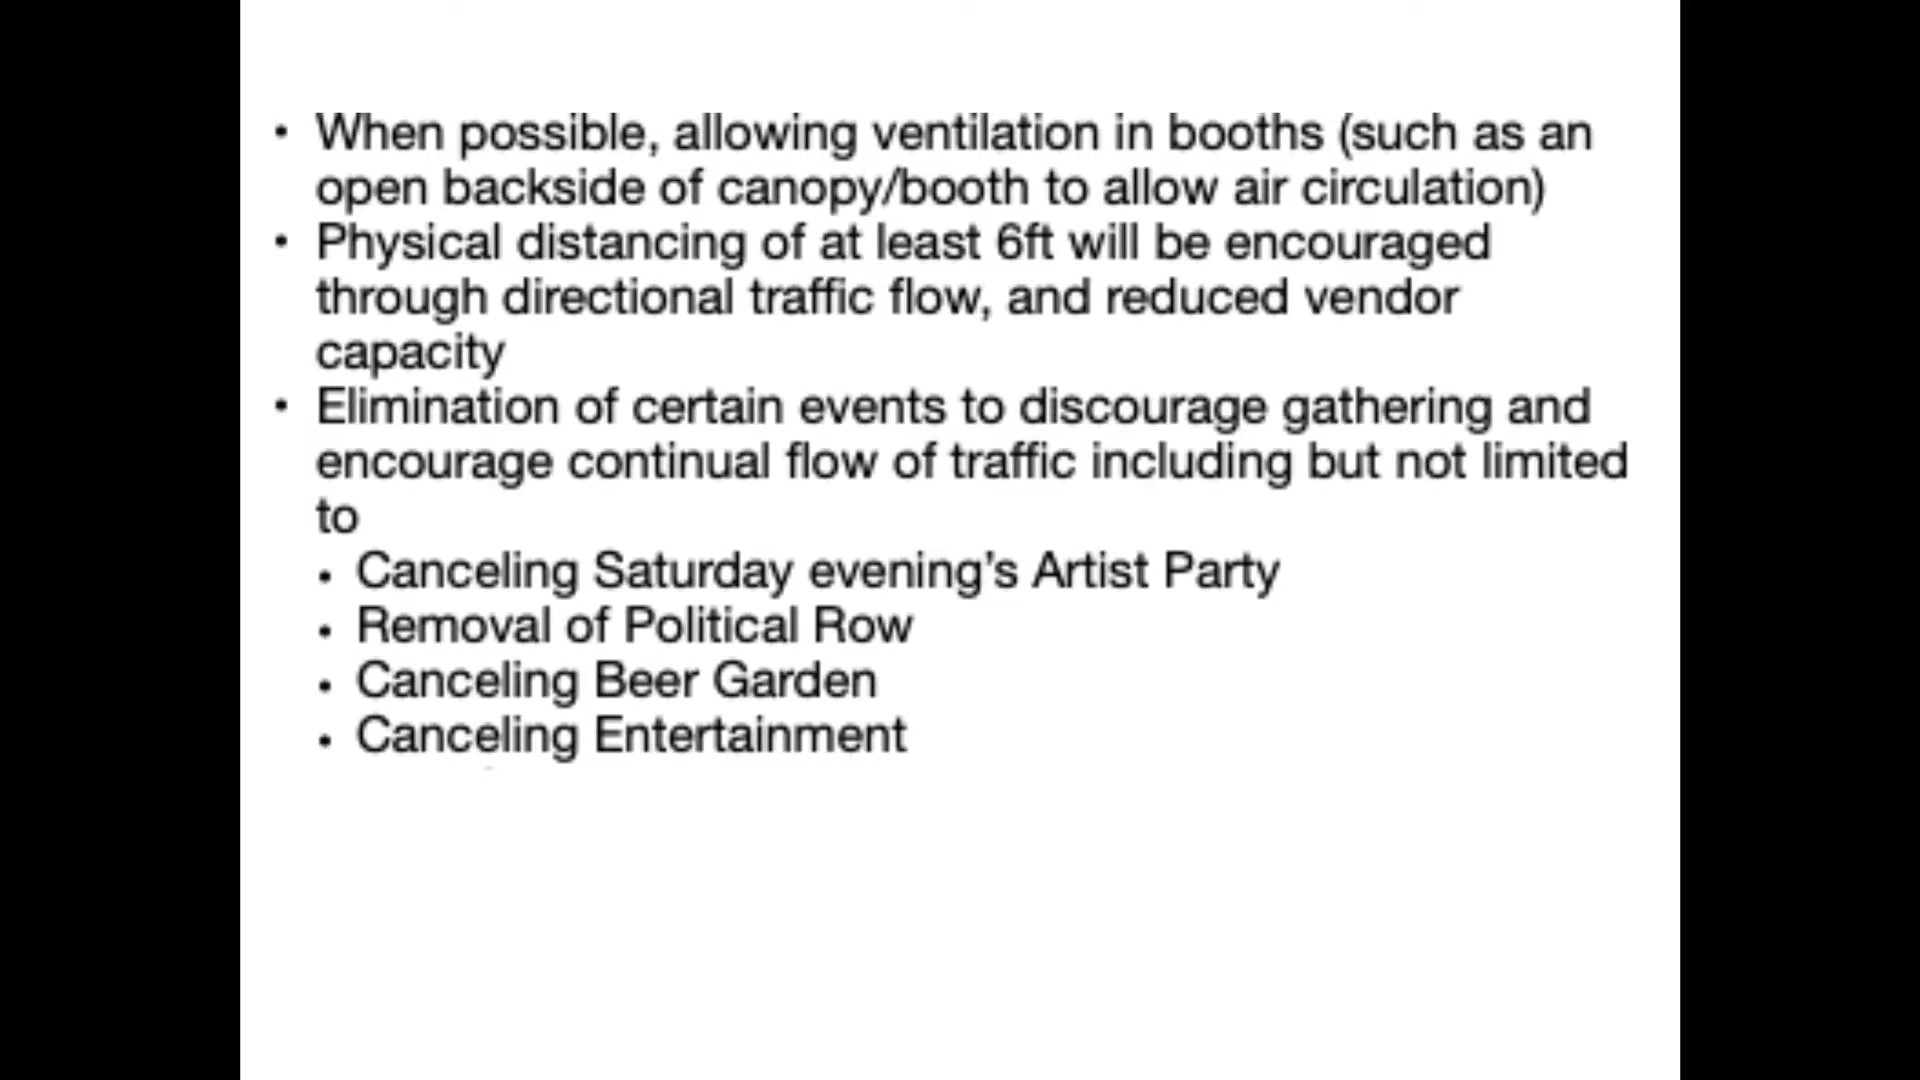 • When possible, allowing ventilation in booths (such as an
open backside of canopy/booth to allow air circulation)
• Physical distancing of at least 6ft will be encouraged
through directional traffic flow, and reduced vendor
capacity
• Elimination of certain events to discourage gathering and
encourage continual flow of traffic including but not limited
to
• Canceling Saturday evening’s Artist Party
• Removal of Political Row
• Canceling Beer Garden
• Canceling Entertainment